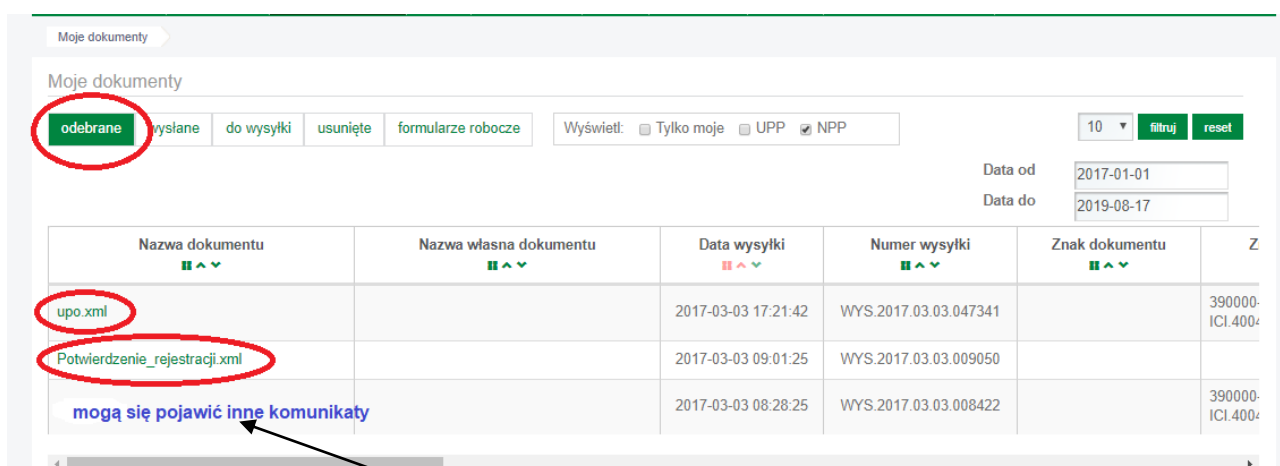 Moje dokumenty
Moje dokumenty
odebrane wysłane do wysyłki usunięte formularze robocze Wyświetl: Tylko moje UPP NPP 10 filtruj reset
Data od 2017-01-01
Data do 2019-08-17
Nazwa dokumentu Nazwa własna dokumentu Data wysyłki Numer wysyłki Znak dokumentu Z
upo.xml 2017-03-03 17:21:42 WYS.2017.03.03.047341 390000-
ICI.4004
Potwierdzenie_rejestracji.xml 2017-03-03 09:01:25 WYS.2017.03.03.009050
mogą się pojawić inne komunikaty 2017-03-03 08:28:25 WYS.2017.03.03.008422 390000-
ICI.4004